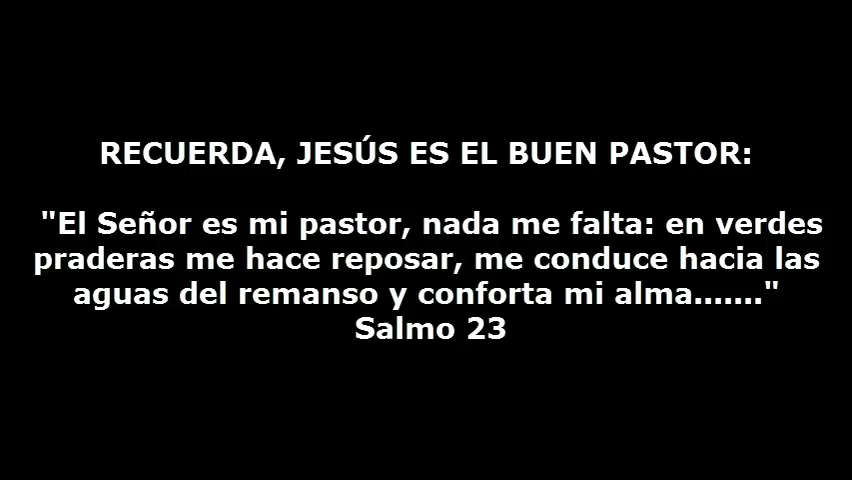 RECUERDA, JESÚS ES EL BUEN PASTOR:
"El Señor es mi pastor, nada me falta: en verdes
praderas me hace reposar, me conduce hacia las
aguas del remanso y conforta mi alma......."
Salmo 23